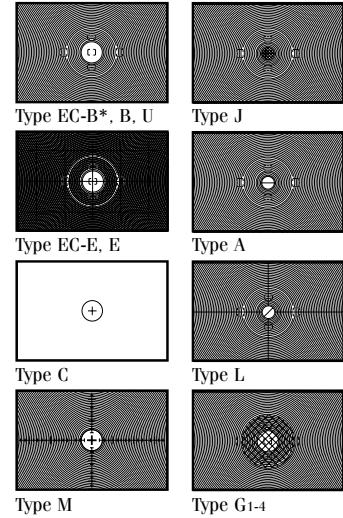 Type EC-B*, B, U
Type J
Type EC-E, E
Type A
Type C
Type L
Type M
Type G1-4